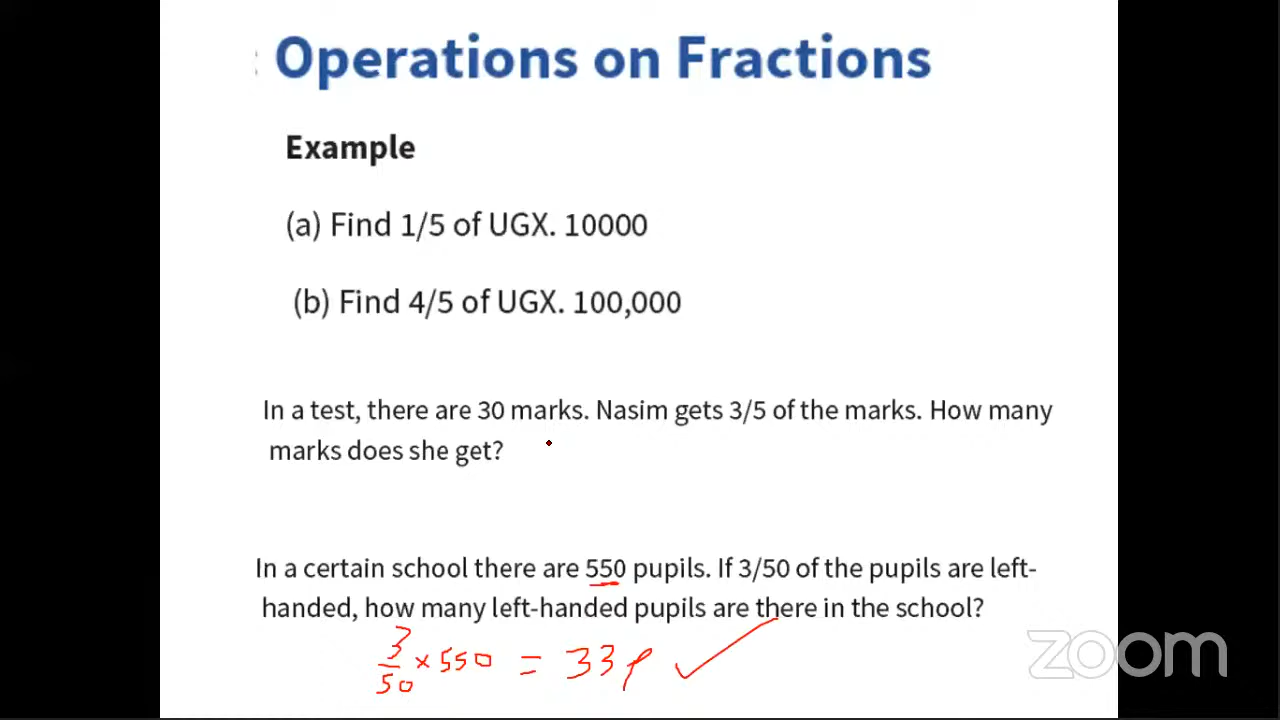 Operations on Fractions
Example
(a) Find 1/5 of UGX. 10000
(b) Find 4/5 of UGX. 100,000
In a test, there are 30 marks. Nasim gets 3/5 of the marks. How many
marks does she get?
In a certain school there are 550 pupils. If 3/50 of the pupils are left-
handed, how many left-handed pupils are there in the school?
3/50 × 550 = 33 p
zoom